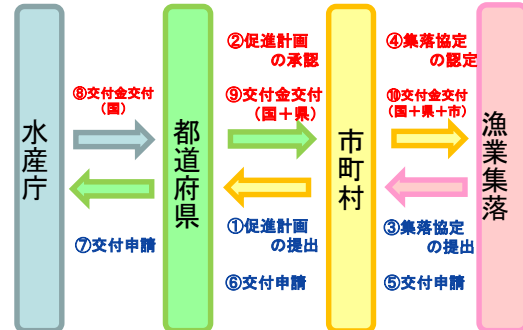 水産庁
⑧交付金交付
(国)
⑦交付申請
都道府県
②促進計画
の承認
⑨交付金交付
(国+県)
①促進計画
の提出
⑥交付申請
市町村
④集落協定
の認定
⑩交付金交付
(国+県+市)
③集落協定
の提出
⑤交付申請
漁業集落